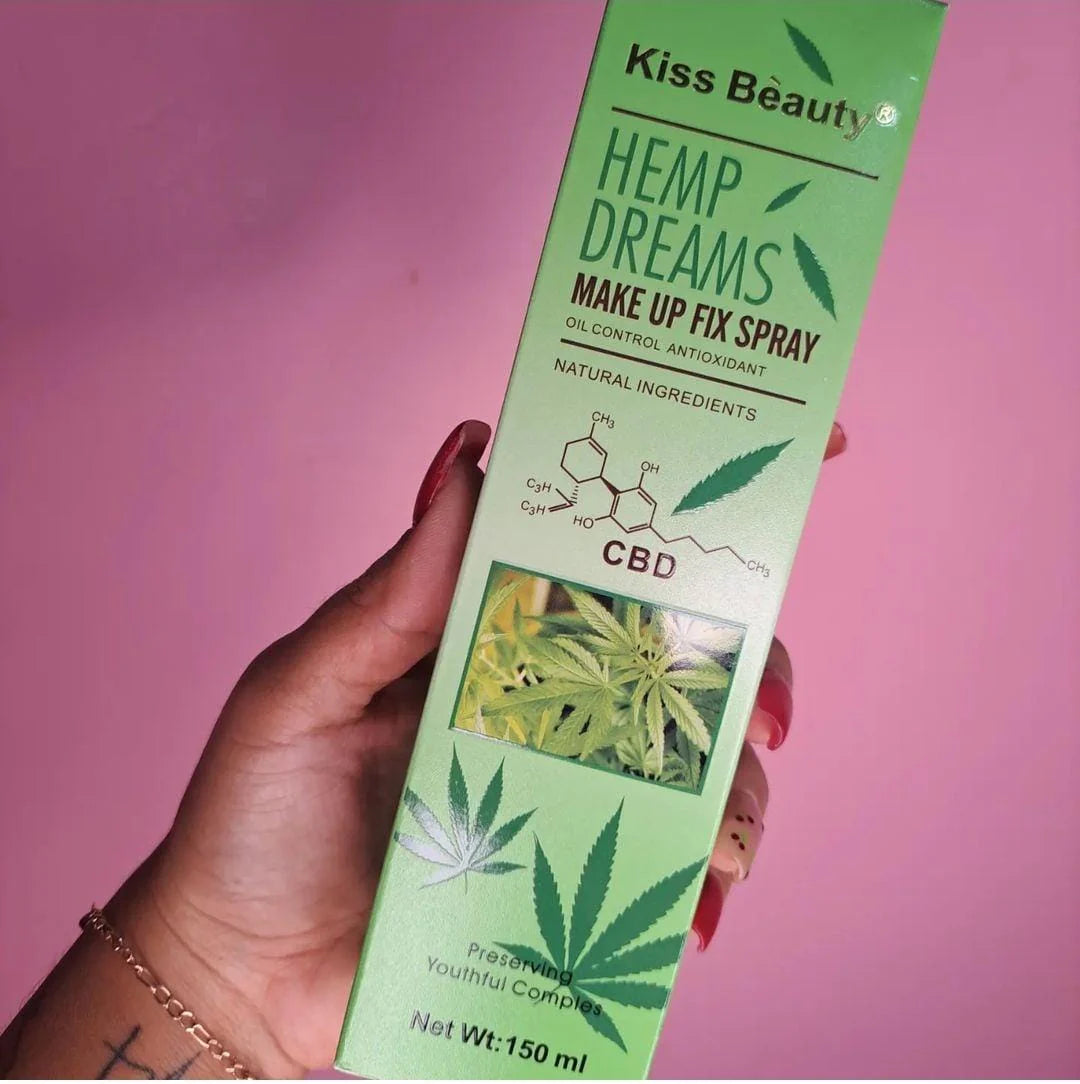 Kiss Beauty®
HEMP
DREAMS
MAKE UP FIX SPRAY
OIL CONTROL ANTIOXIDANT
NATURAL INGREDIENTS
CH3
OH
C3H
C3H
HO
CH3
CBD
Preserving
Youthful Comples
Net Wt:150 ml